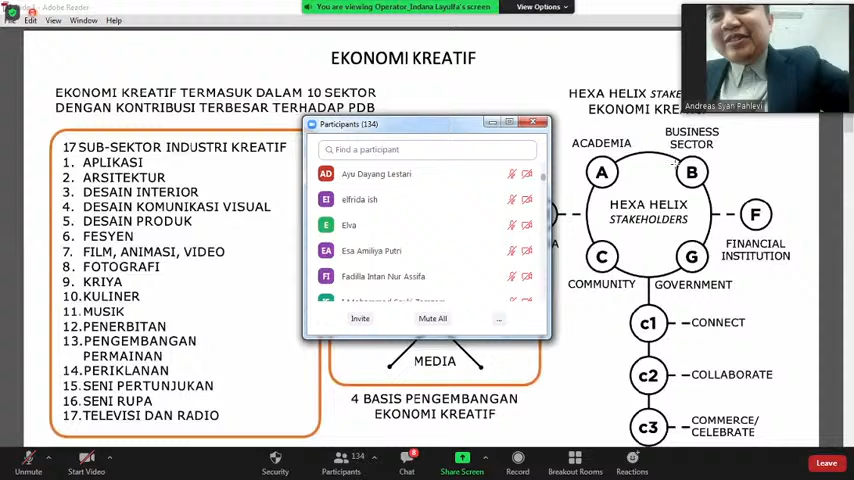 Adobe Reader
File Edit View Window Help
You are viewing Operator_Indana Layulfa's screen
View Options
Andreas Syah Pahlevi
EKONOMI KREATIF
EKONOMI KREATIF TERMASUK DALAM 10 SEKTOR
DENGAN KONTRIBUSI TERBESAR TERHADAP PDB
17 SUB-SEKTOR INDUSTRI KREATIF
1. APLIKASI
2. ARSITEKTUR
3. DESAIN INTERIOR
4. DESAIN KOMUNIKASI VISUAL
5. DESAIN PRODUK
6. FESYEN
7. FILM, ANIMASI, VIDEO
8. FOTOGRAFI
9. KRIYA
10. KULINER
11. MUSIK
12. PENERBITAN
13. PENGEMBANGAN
PERMAINAN
14. PERIKLANAN
15. SENI PERTUNJUKAN
16. SENI RUPA
17. TELEVISI DAN RADIO
Participants (134)
Find a participant
AD Ayu Dayang Lestari
EI elfrida ish
E Elva
EA Esa Amiliya Putri
FI Fadilla Intan Nur Assifa
Invite Mute All ...
MEDIA
4 BASIS PENGEMBANGAN
EKONOMI KREATIF
HEXA HELIX
EKONOMI
ACADEMIA
BUSINESS
SECTOR
A B
HEXA HELIX
STAKEHOLDERS
F
FINANCIAL
INSTITUTION
C G
COMMUNITY GOVERNMENT
c1 CONNECT
c2 COLLABORATE
c3 COMMERCE/
CELEBRATE
Unmute
Start Video
Security
134
Participants
8
Chat
Share Screen
Record
Breakout Rooms
Reactions
Leave